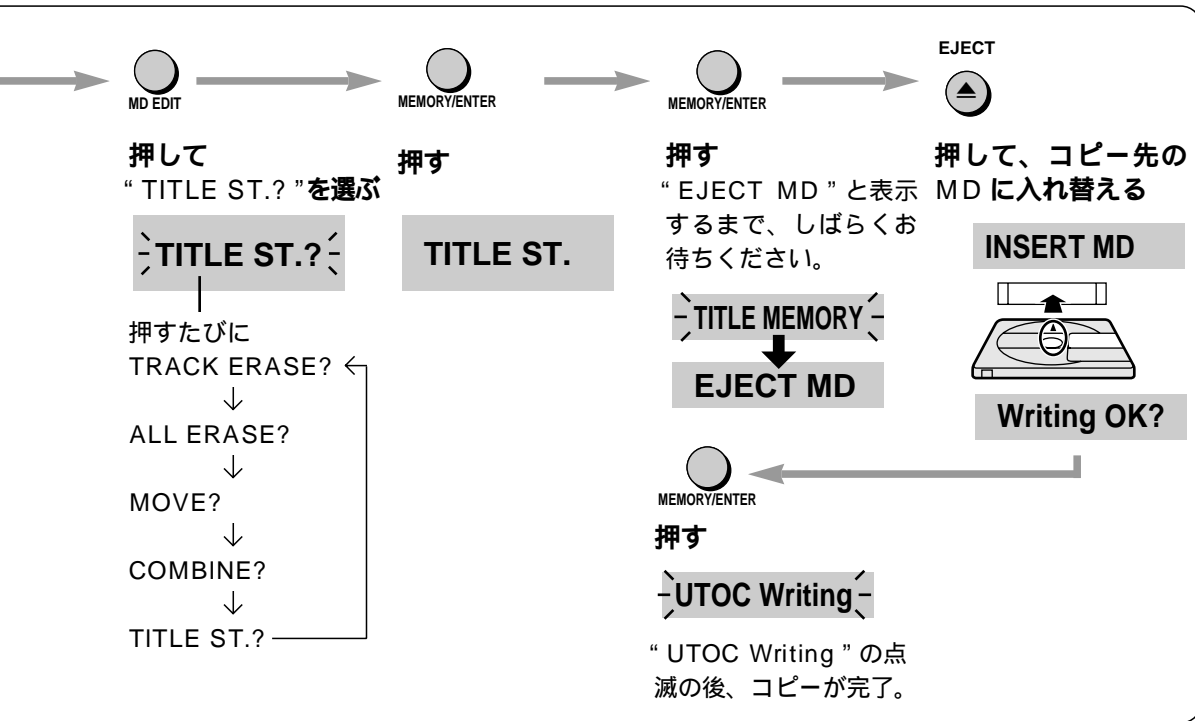 MD EDIT
押して
“ TITLE ST.? ”を選ぶ
TITLE ST.?
押すたびに
TRACK ERASE?
ALL ERASE?
MOVE?
COMBINE?
TITLE ST.?
MEMORY/ENTER
押す
TITLE ST.
MEMORY/ENTER
押す
“ EJECT MD ” と表示
するまで、しばらくお
待ちください。
TITLE MEMORY
EJECT MD
EJECT
押して、コピー先の
MD に入れ替える
INSERT MD
Writing OK?
MEMORY/ENTER
押す
UTOC Writing
“ UTOC Writing ” の点
滅の後、コピーが完了。